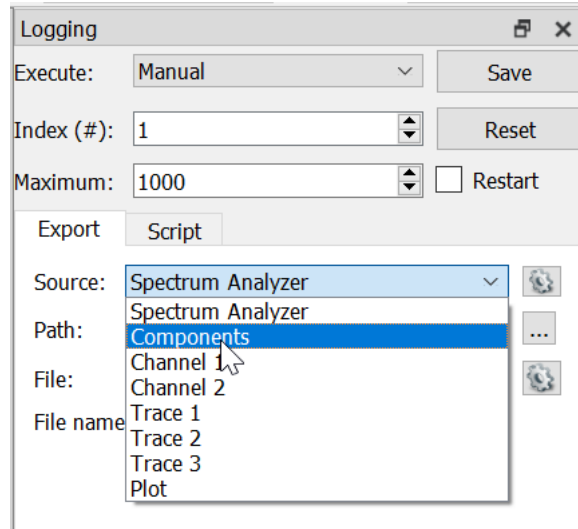 Logging
Execute: Manual Save
Index (#): 1 Reset
Maximum: 1000 Restart
Export Script
Source: Spectrum Analyzer
Spectrum Analyzer
Path: Components ...
Channel 1
File: Channel 2
Trace 1
File name Trace 2
Trace 3
Plot